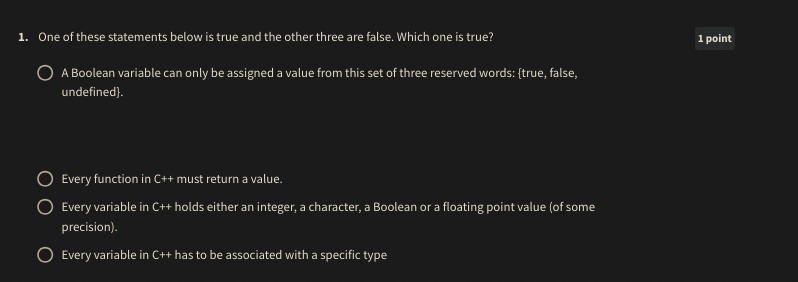 1. One of these statements below is true and the other three are false. Which one is true?
1 point
A Boolean variable can only be assigned a value from this set of three reserved words: {true, false,
undefined}.
Every function in C++ must return a value.
Every variable in C++ holds either an integer, a character, a Boolean or a floating point value (of some
precision).
Every variable in C++ has to be associated with a specific type